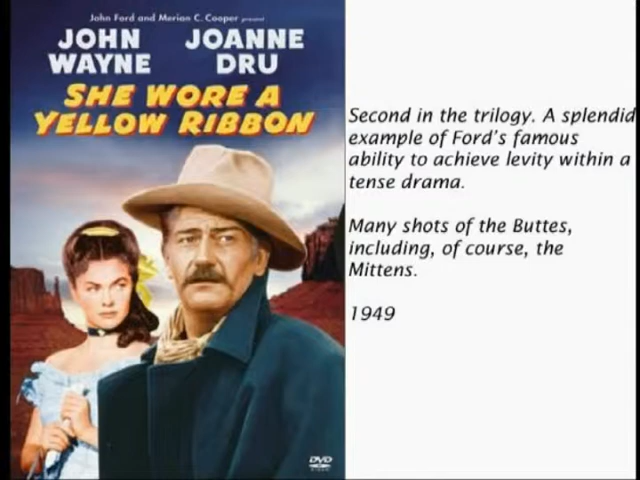 John Ford and Merian C. Cooper present
JOHN WAYNE
JOANNE DRU
SHE WORE A
YELLOW RIBBON
DVD
Second in the trilogy. A splendid
example of Ford's famous
ability to achieve levity within a
tense drama.
Many shots of the Buttes,
including, of course, the
Mittens.
1949